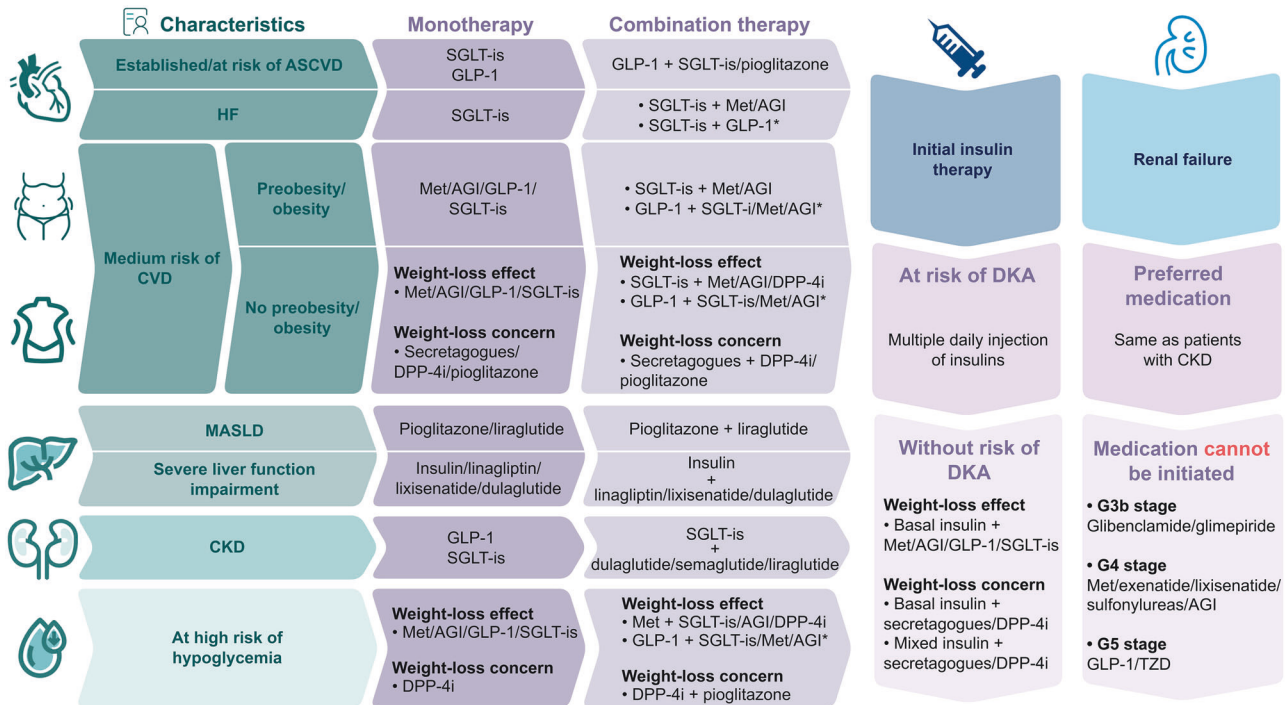 Characteristics
Monotherapy
Combination therapy
Established/at risk of ASCVD
SGLT-is
GLP-1
GLP-1 + SGLT-is/pioglitazone
HF
SGLT-is
• SGLT-is + Met/AGI
• SGLT-is + GLP-1*
Medium risk of
CVD
Preobesity/
obesity
Met/AGI/GLP-1/
SGLT-is
• SGLT-is + Met/AGI
• GLP-1 + SGLT-i/Met/AGI*
No preobesity/
obesity
Weight-loss effect
• Met/AGI/GLP-1/SGLT-is
Weight-loss concern
• Secretagogues/
DPP-4i/pioglitazone
Weight-loss effect
• SGLT-is + Met/AGI/DPP-4i
• GLP-1 + SGLT-is/Met/AGI*
Weight-loss concern
• Secretagogues + DPP-4i/
pioglitazone
MASLD
Pioglitazone/liraglutide
Pioglitazone + liraglutide
Severe liver function
impairment
Insulin/linagliptin/
lixisenatide/dulaglutide
Insulin
+
linagliptin/lixisenatide/dulaglutide
CKD
GLP-1
SGLT-is
SGLT-is
+
dulaglutide/semaglutide/liraglutide
At high risk of
hypoglycemia
Weight-loss effect
• Met/AGI/GLP-1/SGLT-is
Weight-loss concern
• DPP-4i
Weight-loss effect
• Met + SGLT-is/AGI/DPP-4i
• GLP-1 + SGLT-is/Met/AGI*
Weight-loss concern
• DPP-4i + pioglitazone
Initial insulin
therapy
At risk of DKA
Multiple daily injection
of insulins
Without risk of
DKA
Weight-loss effect
• Basal insulin +
Met/AGI/GLP-1/SGLT-is
Weight-loss concern
• Basal insulin +
secretagogues/DPP-4i
• Mixed insulin +
secretagogues/DPP-4i
Renal failure
Preferred
medication
Same as patients
with CKD
Medication cannot
be initiated
• G3b stage
Glibenclamide/glimepiride
• G4 stage
Met/exenatide/lixisenatide/
sulfonylureas/AGI
• G5 stage
GLP-1/TZD